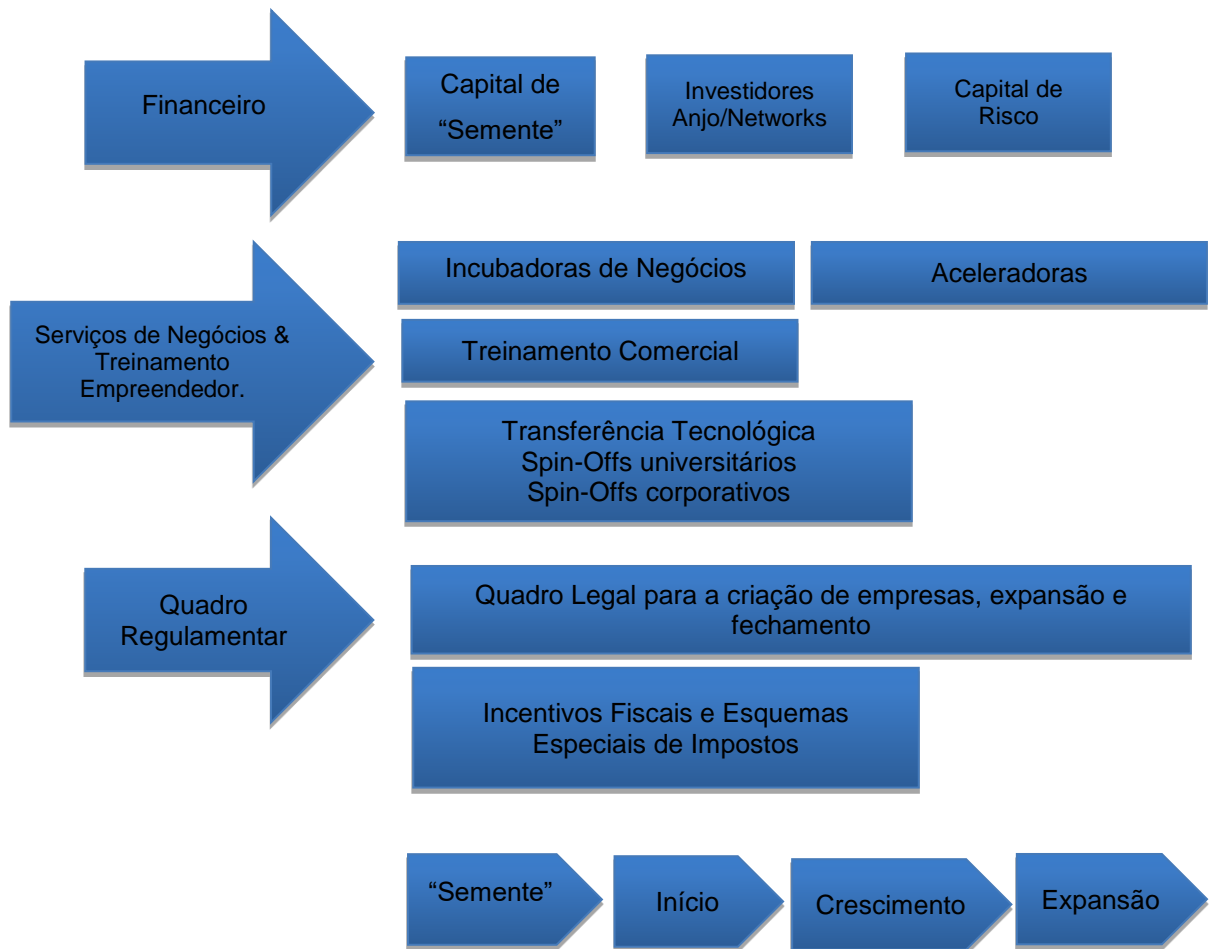 Financeiro
Capital de
“Semente”
Investidores
Anjo/Networks
Capital de
Risco
Serviços de Negócios &
Treinamento
Empreendedor.
Incubadoras de Negócios
Aceleradoras
Treinamento Comercial
Transferência Tecnológica
Spin-Offs universitários
Spin-Offs corporativos
Quadro
Regulamentar
Quadro Legal para a criação de empresas, expansão e
fechamento
Incentivos Fiscais e Esquemas
Especiais de Impostos
“Semente”
Início
Crescimento
Expansão